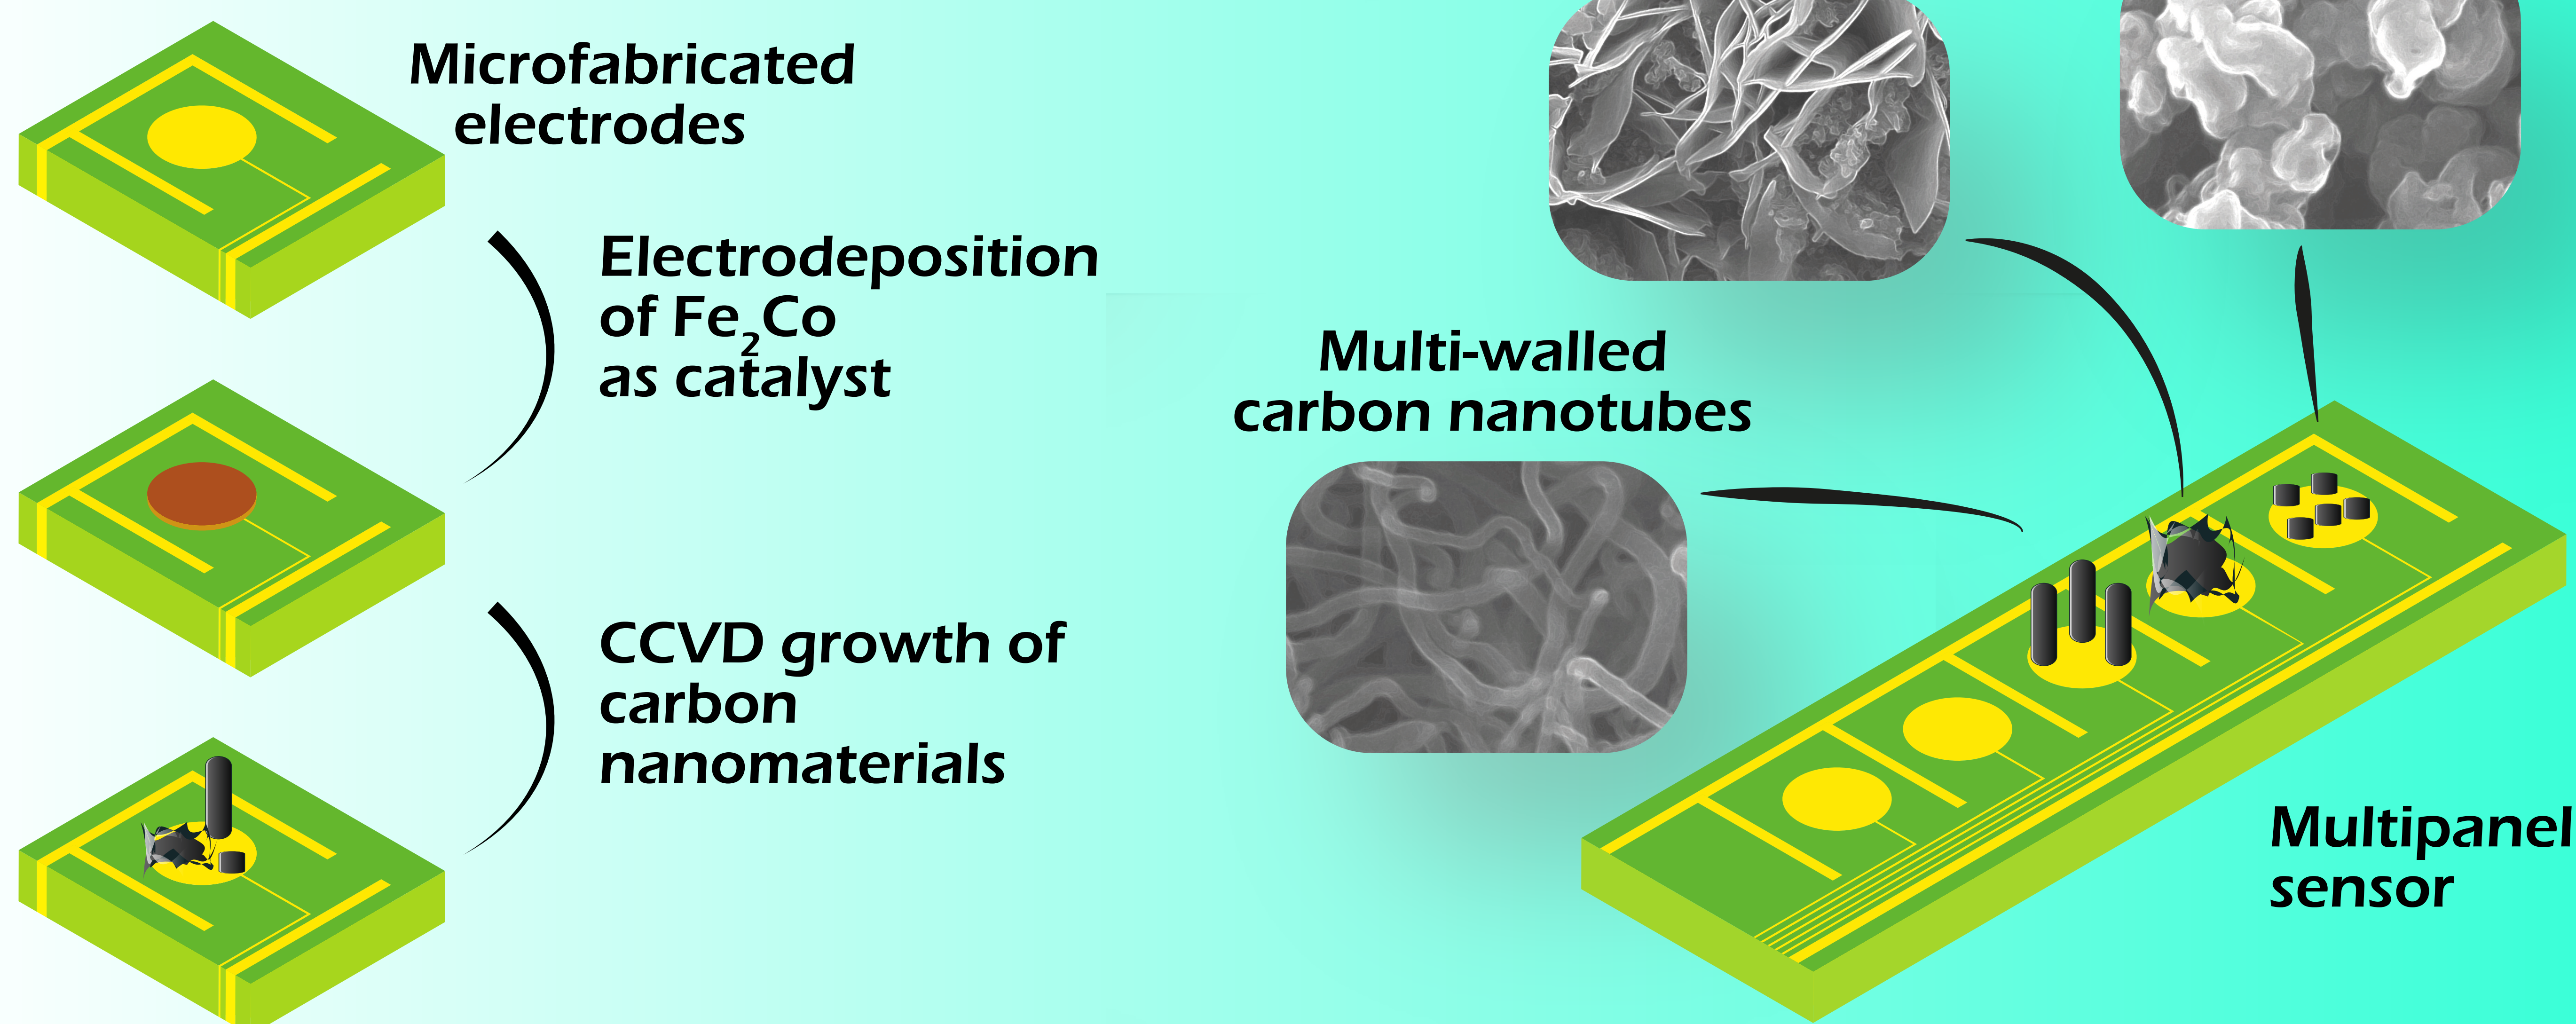 Microfabricated
electrodes
Electrodeposition
of Fe₂Co
as catalyst
CCVD growth of
carbon
nanomaterials
Multi-walled
carbon nanotubes
Multipanel
sensor